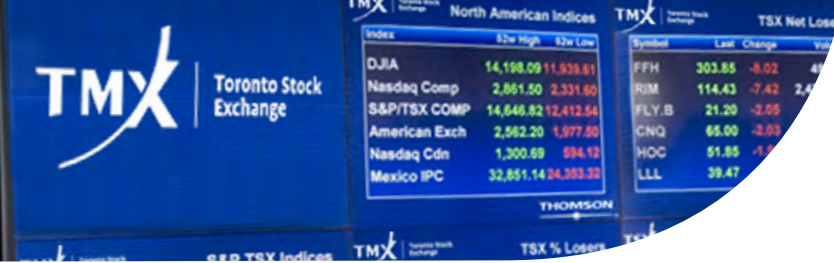 TMX
Toronto Stock
Exchange
TMX Toronto Stock Exchange
North American Indices
Index 52w High 52w Low
DJIA 14,198.09 11,939.61
Nasdaq Comp 2,861.50 2,331.60
S&P/TSX COMP 14,646.82 12,412.54
American Exch 2,562.20 1,977.50
Nasdaq Cdn 1,300.69 594.12
Mexico IPC 32,851.14 24,353.32
THOMSON
TMX
TSX Net
Symbol Last Change
FFH 303.85 -8.02
RIM 114.43 -7.42
FLY.B 21.20 -2.05
CNQ 65.00 -2.03
HOC 51.85
LLL 39.47
S&P TSX Indices
TMX Toronto Stock Exchange
TSX % Losers